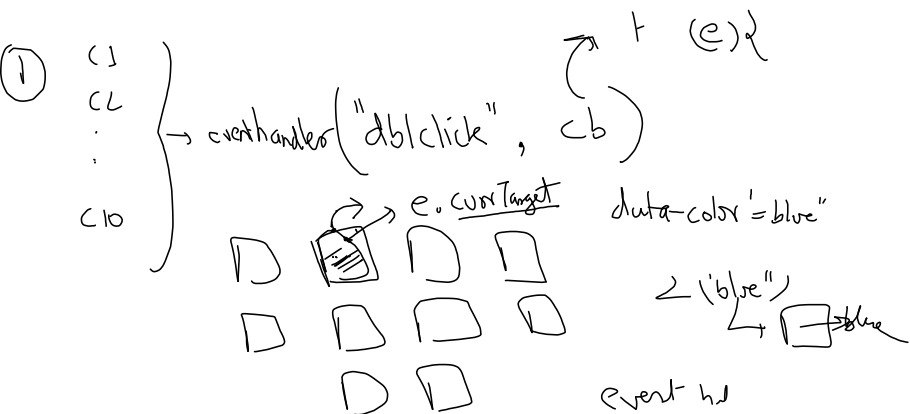 ① C1
C2
:
C10
→ eventhandler("dblclick", cb)
(e){
e.currTarget
data-color="blue"
("blue")
blue
event